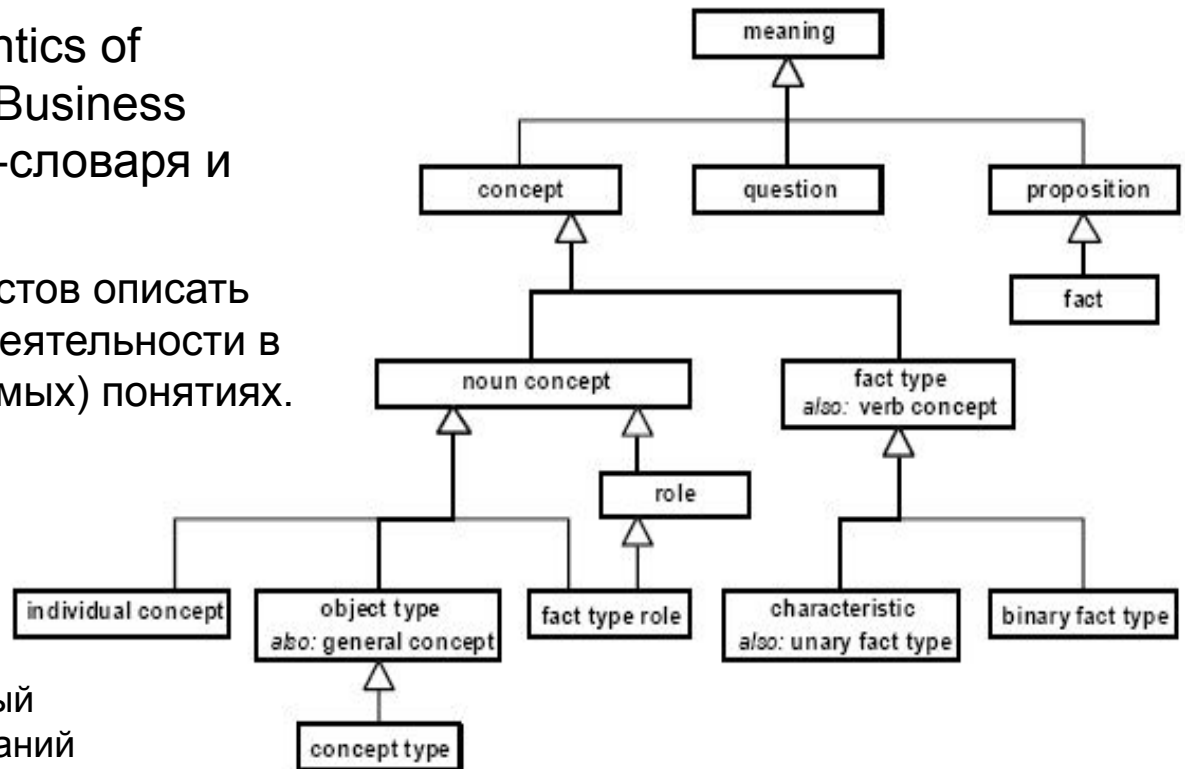 ntics of
Business
-словаря и
стов описать
еятельности в
мых) понятиях.
ый
аний
meaning
concept
question
proposition
fact
noun concept
fact type
also: verb concept
role
individual concept
object type
also: general concept
fact type role
characteristic
also: unary fact type
binary fact type
concept type